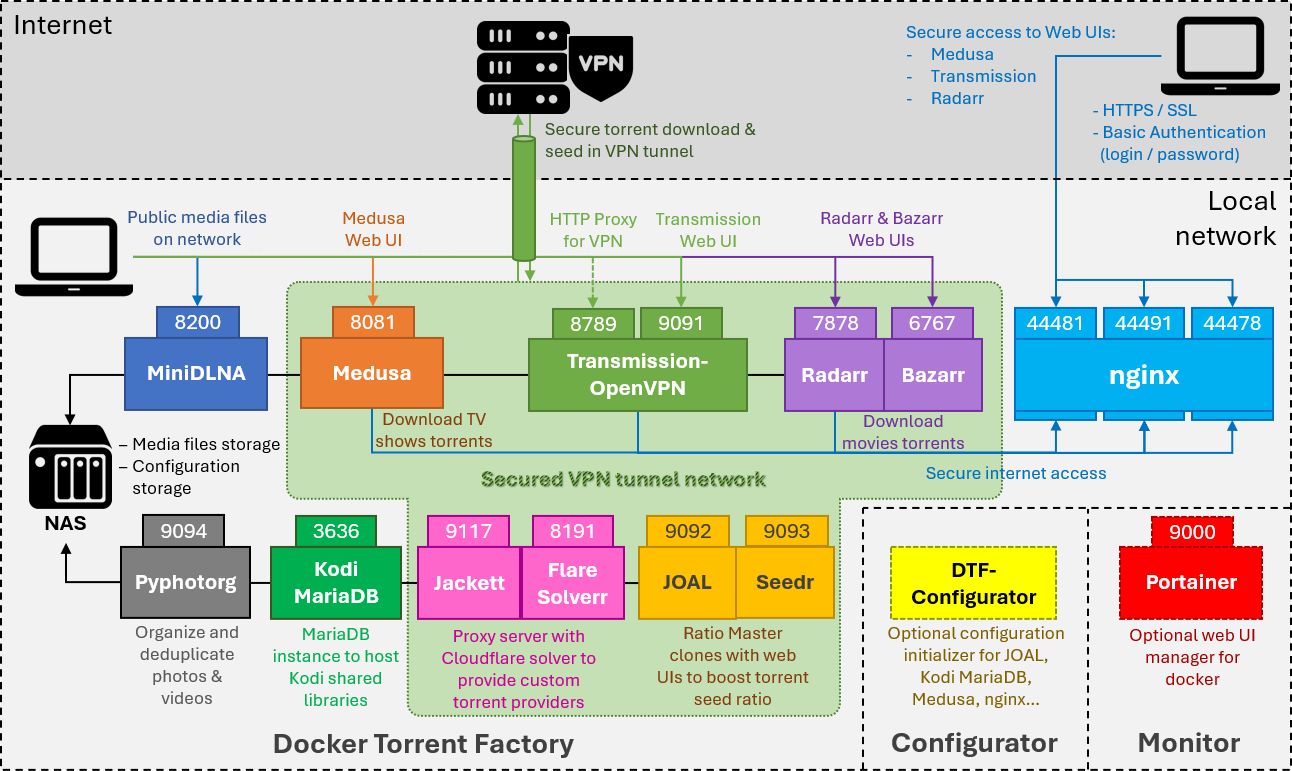 Internet
VPN
Secure torrent download &
seed in VPN tunnel
Secure access to Web UIs:
- Medusa
- Transmission
- Radarr
- HTTPS / SSL
- Basic Authentication
(login / password)
Local
network
Public media files
on network
Medusa
Web UI
HTTP Proxy
for VPN
Transmission
Web UI
Radarr & Bazarr
Web UIs
8200
MiniDLNA
8081
Medusa
8789
9091
Transmission-
OpenVPN
7878
6767
Radarr
Bazarr
44481
44491
44478
nginx
Download TV
shows torrents
Download
movies torrents
Secure internet access
– Media files storage
– Configuration
storage
NAS
Secured VPN tunnel network
9094
Pyphotorg
Organize and
deduplicate
photos &
videos
3636
Kodi
MariaDB
MariaDB
instance to host
Kodi shared
libraries
9117
8191
Jackett
Flare
Solverr
Proxy server with
Cloudflare solver to
provide custom
torrent providers
9092
9093
JOAL
Seedr
Ratio Master
clones with web
UIs to boost torrent
seed ratio
DTF-
Configurator
Optional configuration
initializer for JOAL,
Kodi MariaDB,
Medusa, nginx...
9000
Portainer
Optional web UI
manager for
docker
Docker Torrent Factory
Configurator
Monitor